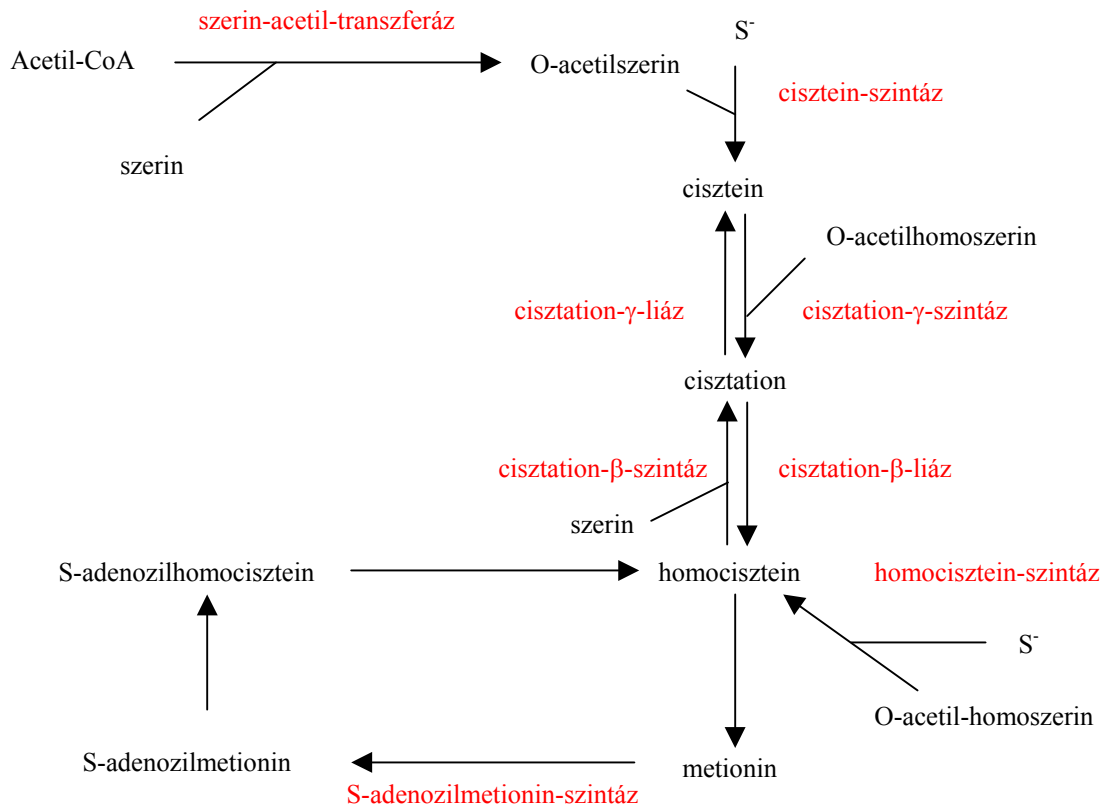 szerin-acetil-transzferáz
S⁻
Acetil-CoA
O-acetilszerin
cisztein-szintáz
szerin
cisztein
O-acetilhomoszerin
cisztation-γ-liáz
cisztation-γ-szintáz
cisztation
cisztation-β-szintáz
cisztation-β-liáz
szerin
S-adenozilhomocisztein
homocisztein
homocisztein-szintáz
S⁻
O-acetil-homoszerin
S-adenozilmetionin
metionin
S-adenozilmetionin-szintáz